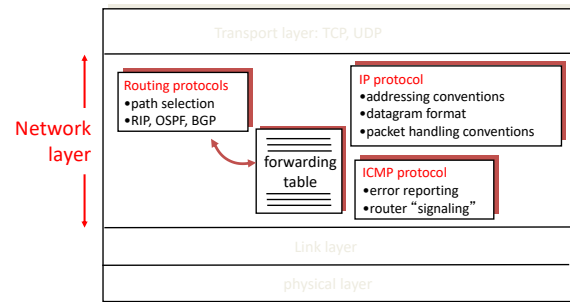 Transport layer: TCP, UDP
Network
layer
Routing protocols
•path selection
•RIP, OSPF, BGP
forwarding
table
IP protocol
•addressing conventions
•datagram format
•packet handling conventions
ICMP protocol
•error reporting
•router “signaling”
Link layer
physical layer